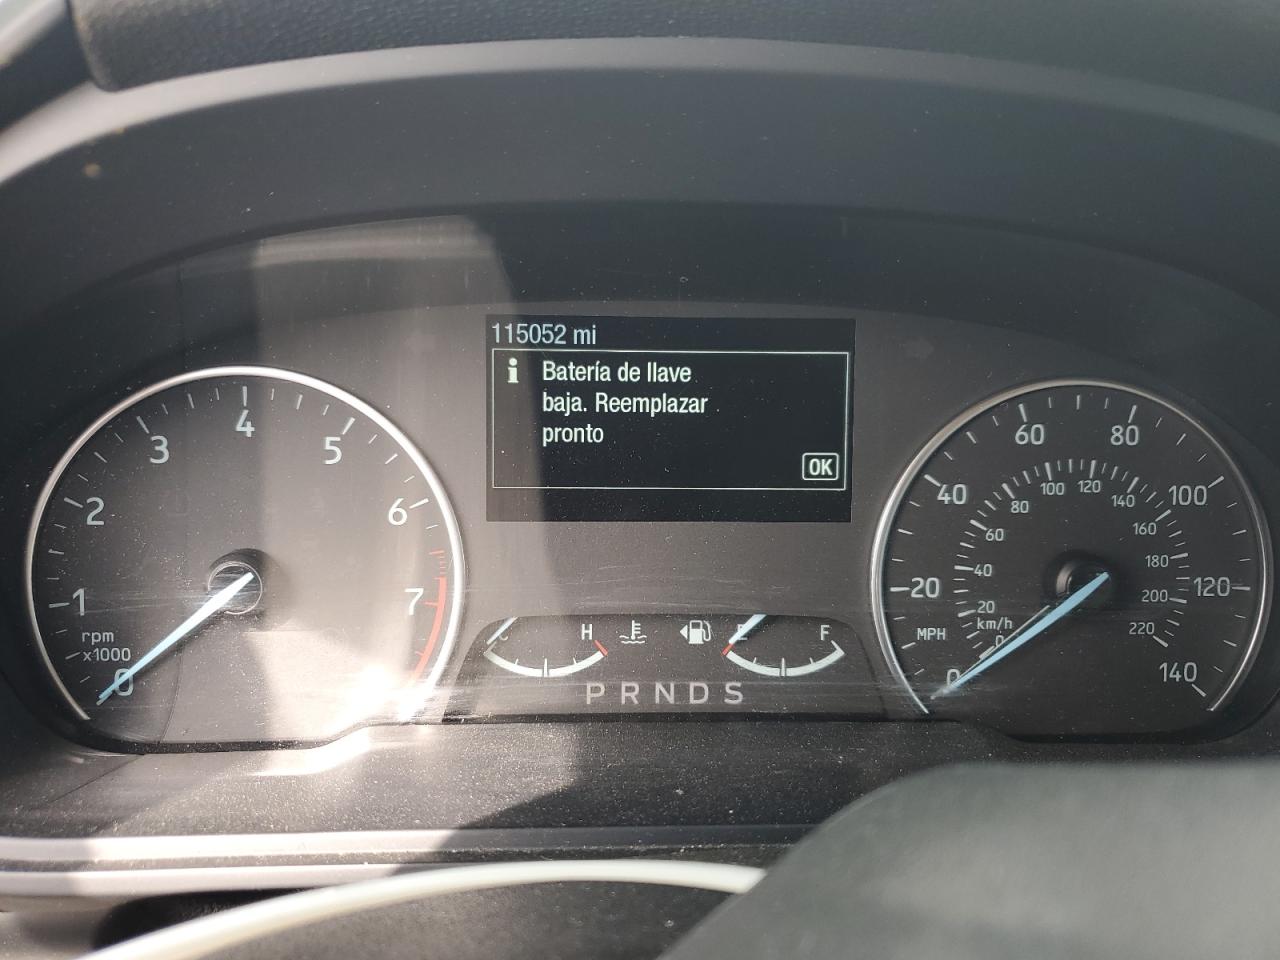 115052 mi
i Batería de llave
baja. Reemplazar
pronto
OK
1 2 3 4 5 6 7
rpm
x1000
0
C H
E F
P R N D S
0 20 40 60 80 100 120 140
MPH
0 20 40 60 80 100 120 140 160 180 200 220
km/h